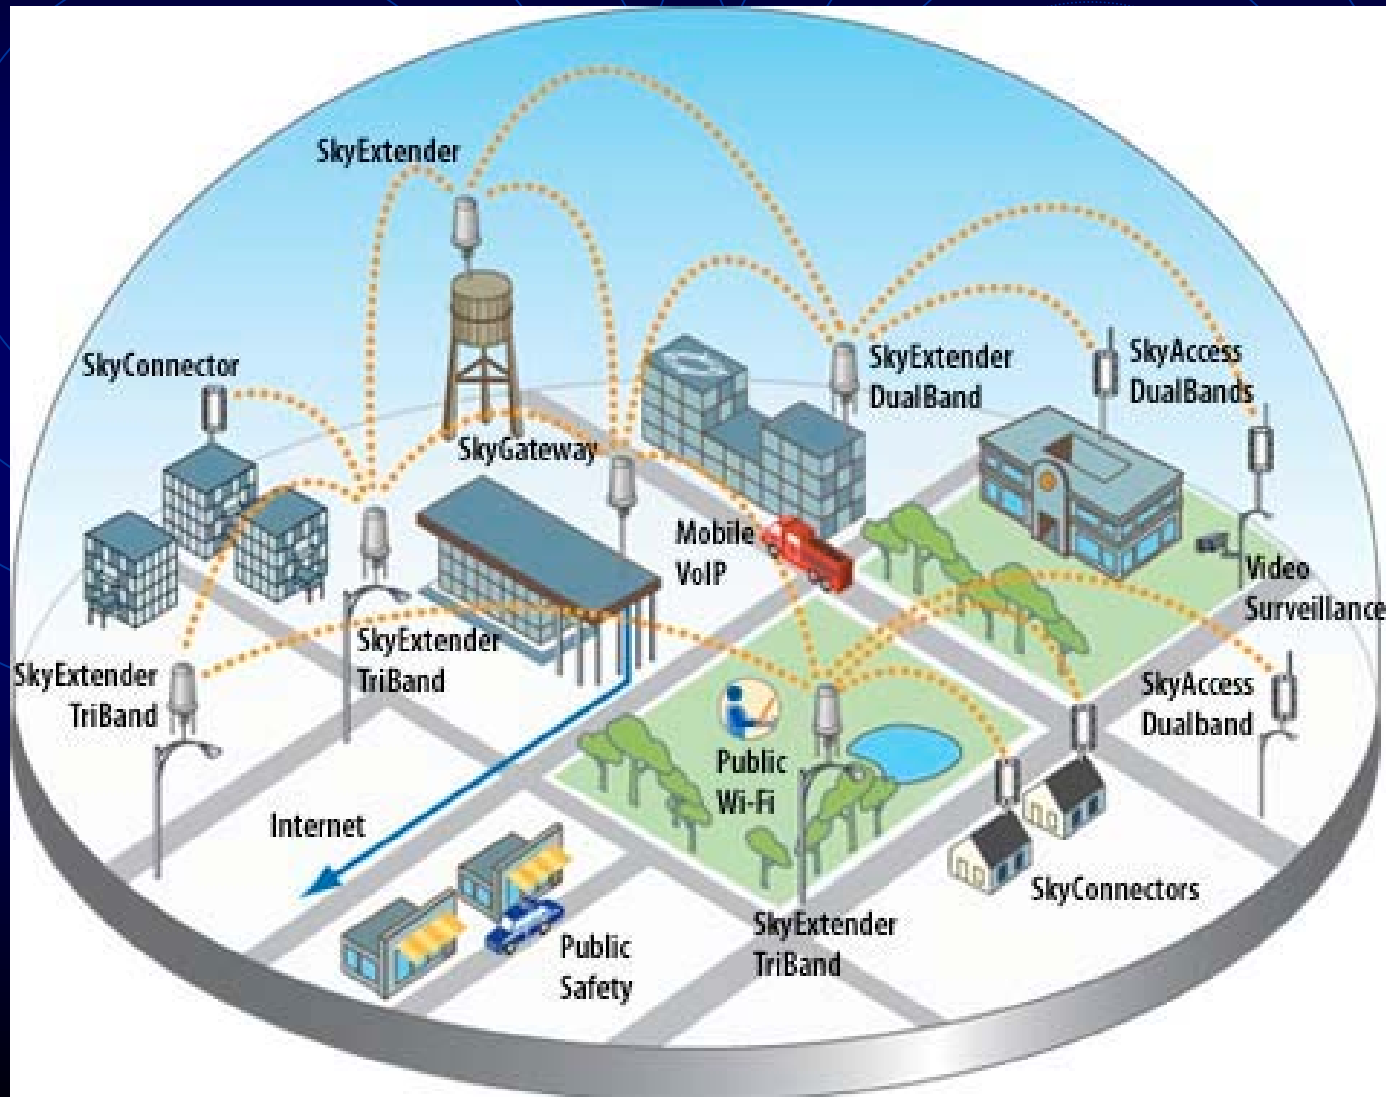 SkyExtender
SkyConnector
SkyExtender
DualBand
SkyAccess
DualBands
SkyGateway
Mobile
VoIP
Video
Surveillance
SkyExtender
TriBand
SkyExtender
TriBand
SkyAccess
Dualband
Public
Wi-Fi
Internet
SkyConnectors
SkyExtender
TriBand
Public
Safety